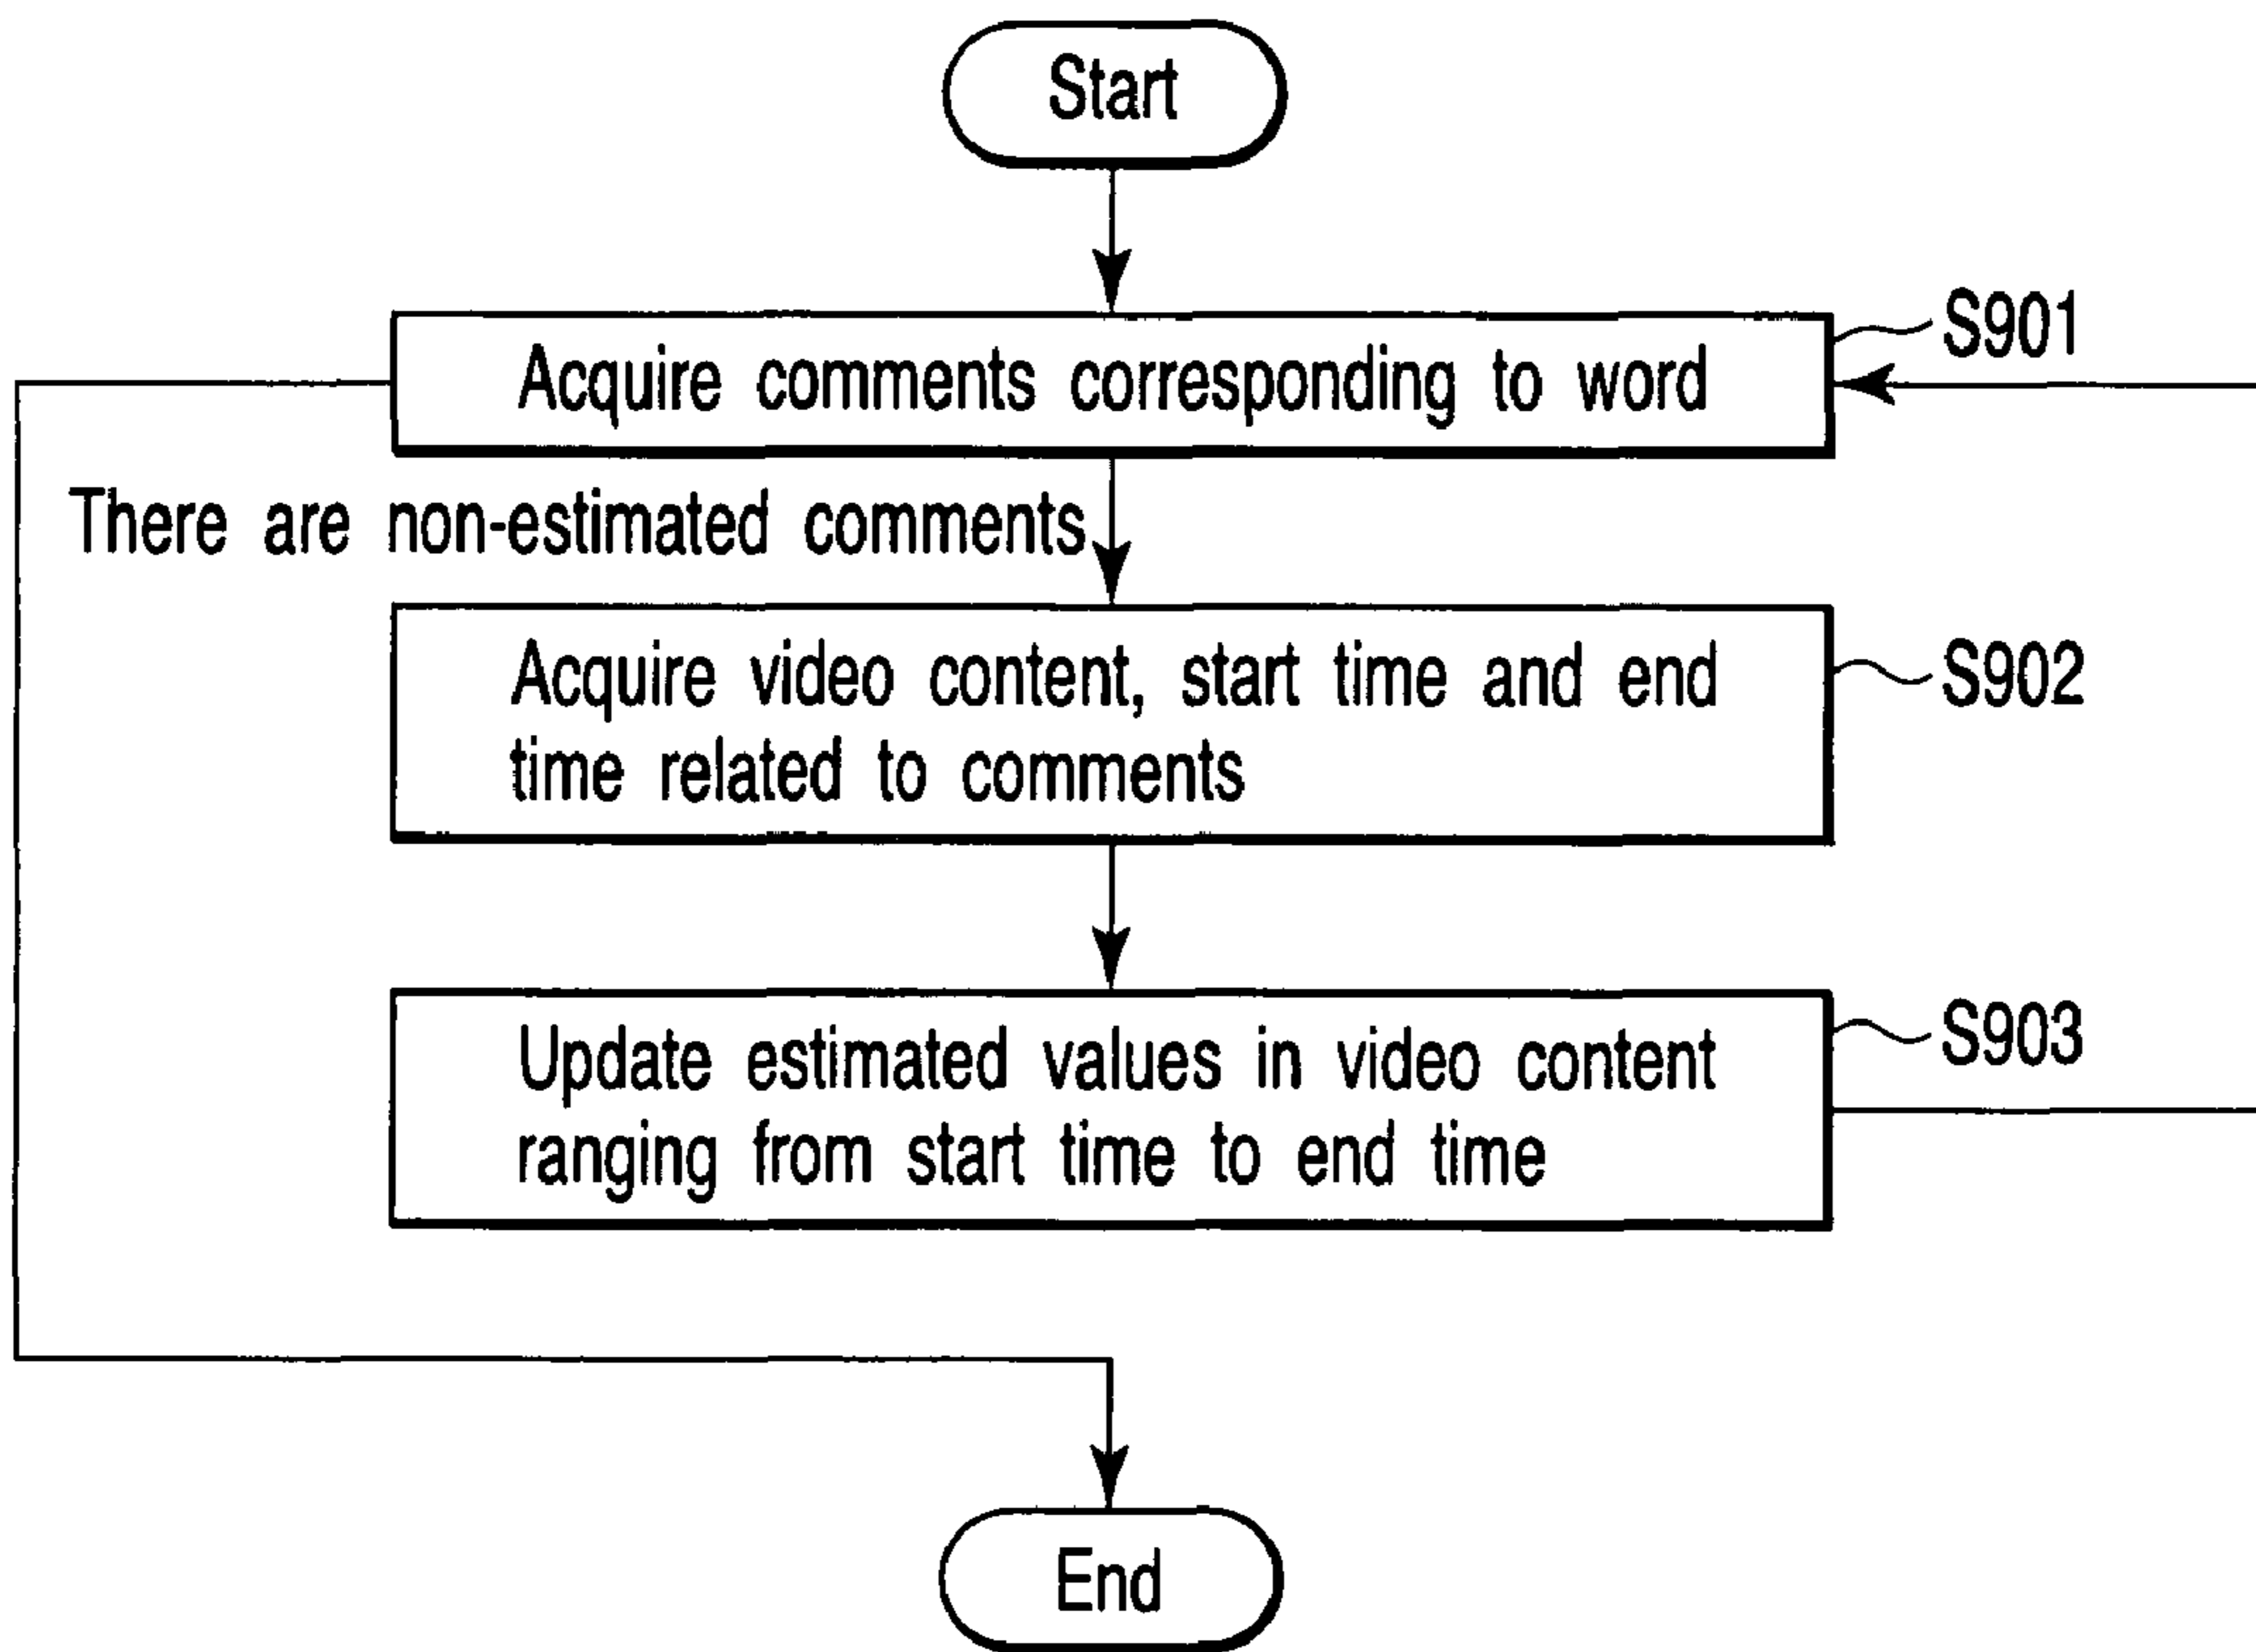 Start
S901
Acquire comments corresponding to word
There are non-estimated comments
Acquire video content, start time and end
time related to comments
S902
Update estimated values in video content
ranging from start time to end time
S903
End